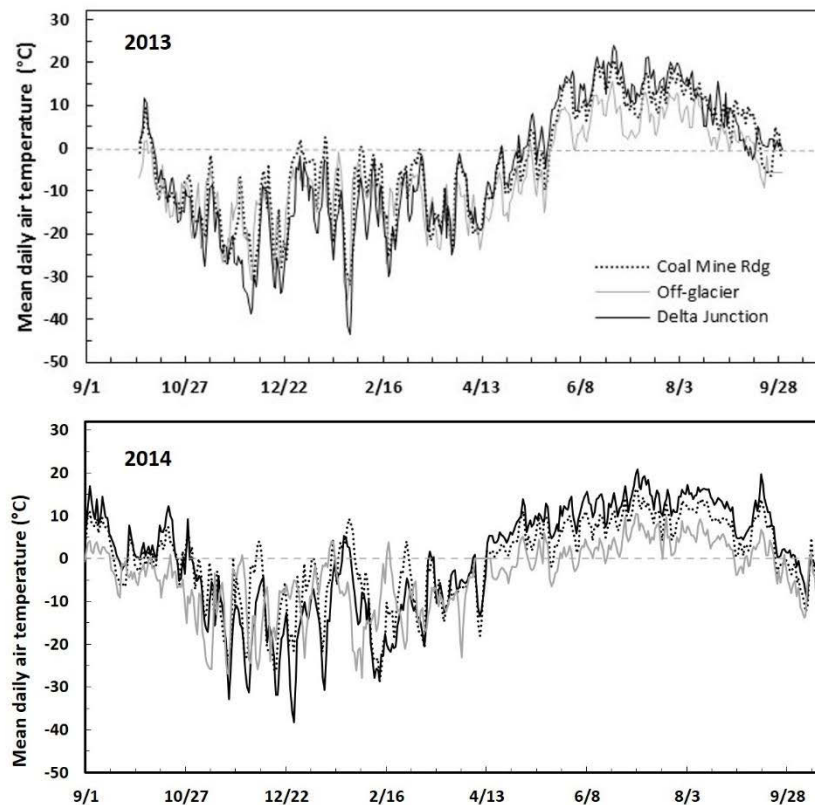 2013
Mean daily air temperature (°C)
30
20
10
0
-10
-20
-30
-40
-50
Coal Mine Rdg
Off-glacier
Delta Junction
9/1 10/27 12/22 2/16 4/13 6/8 8/3 9/28
2014
Mean daily air temperature (°C)
30
20
10
0
-10
-20
-30
-40
-50
9/1 10/27 12/22 2/16 4/13 6/8 8/3 9/28